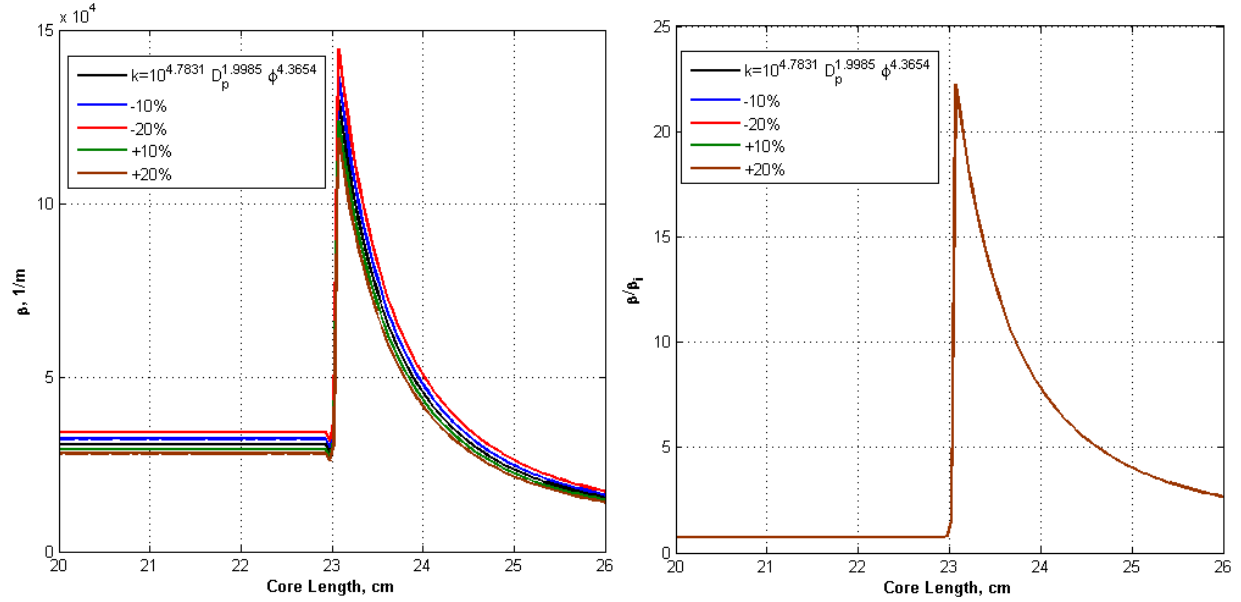 x 10⁴
15
10
5
0
β, 1/m
k=10^4.7831 D_p^1.9985 ϕ^4.3654
-10%
-20%
+10%
+20%
20 21 22 23 24 25 26
Core Length, cm
25
20
15
10
5
0
β/β_i
k=10^4.7831 D_p^1.9985 ϕ^4.3654
-10%
-20%
+10%
+20%
20 21 22 23 24 25 26
Core Length, cm